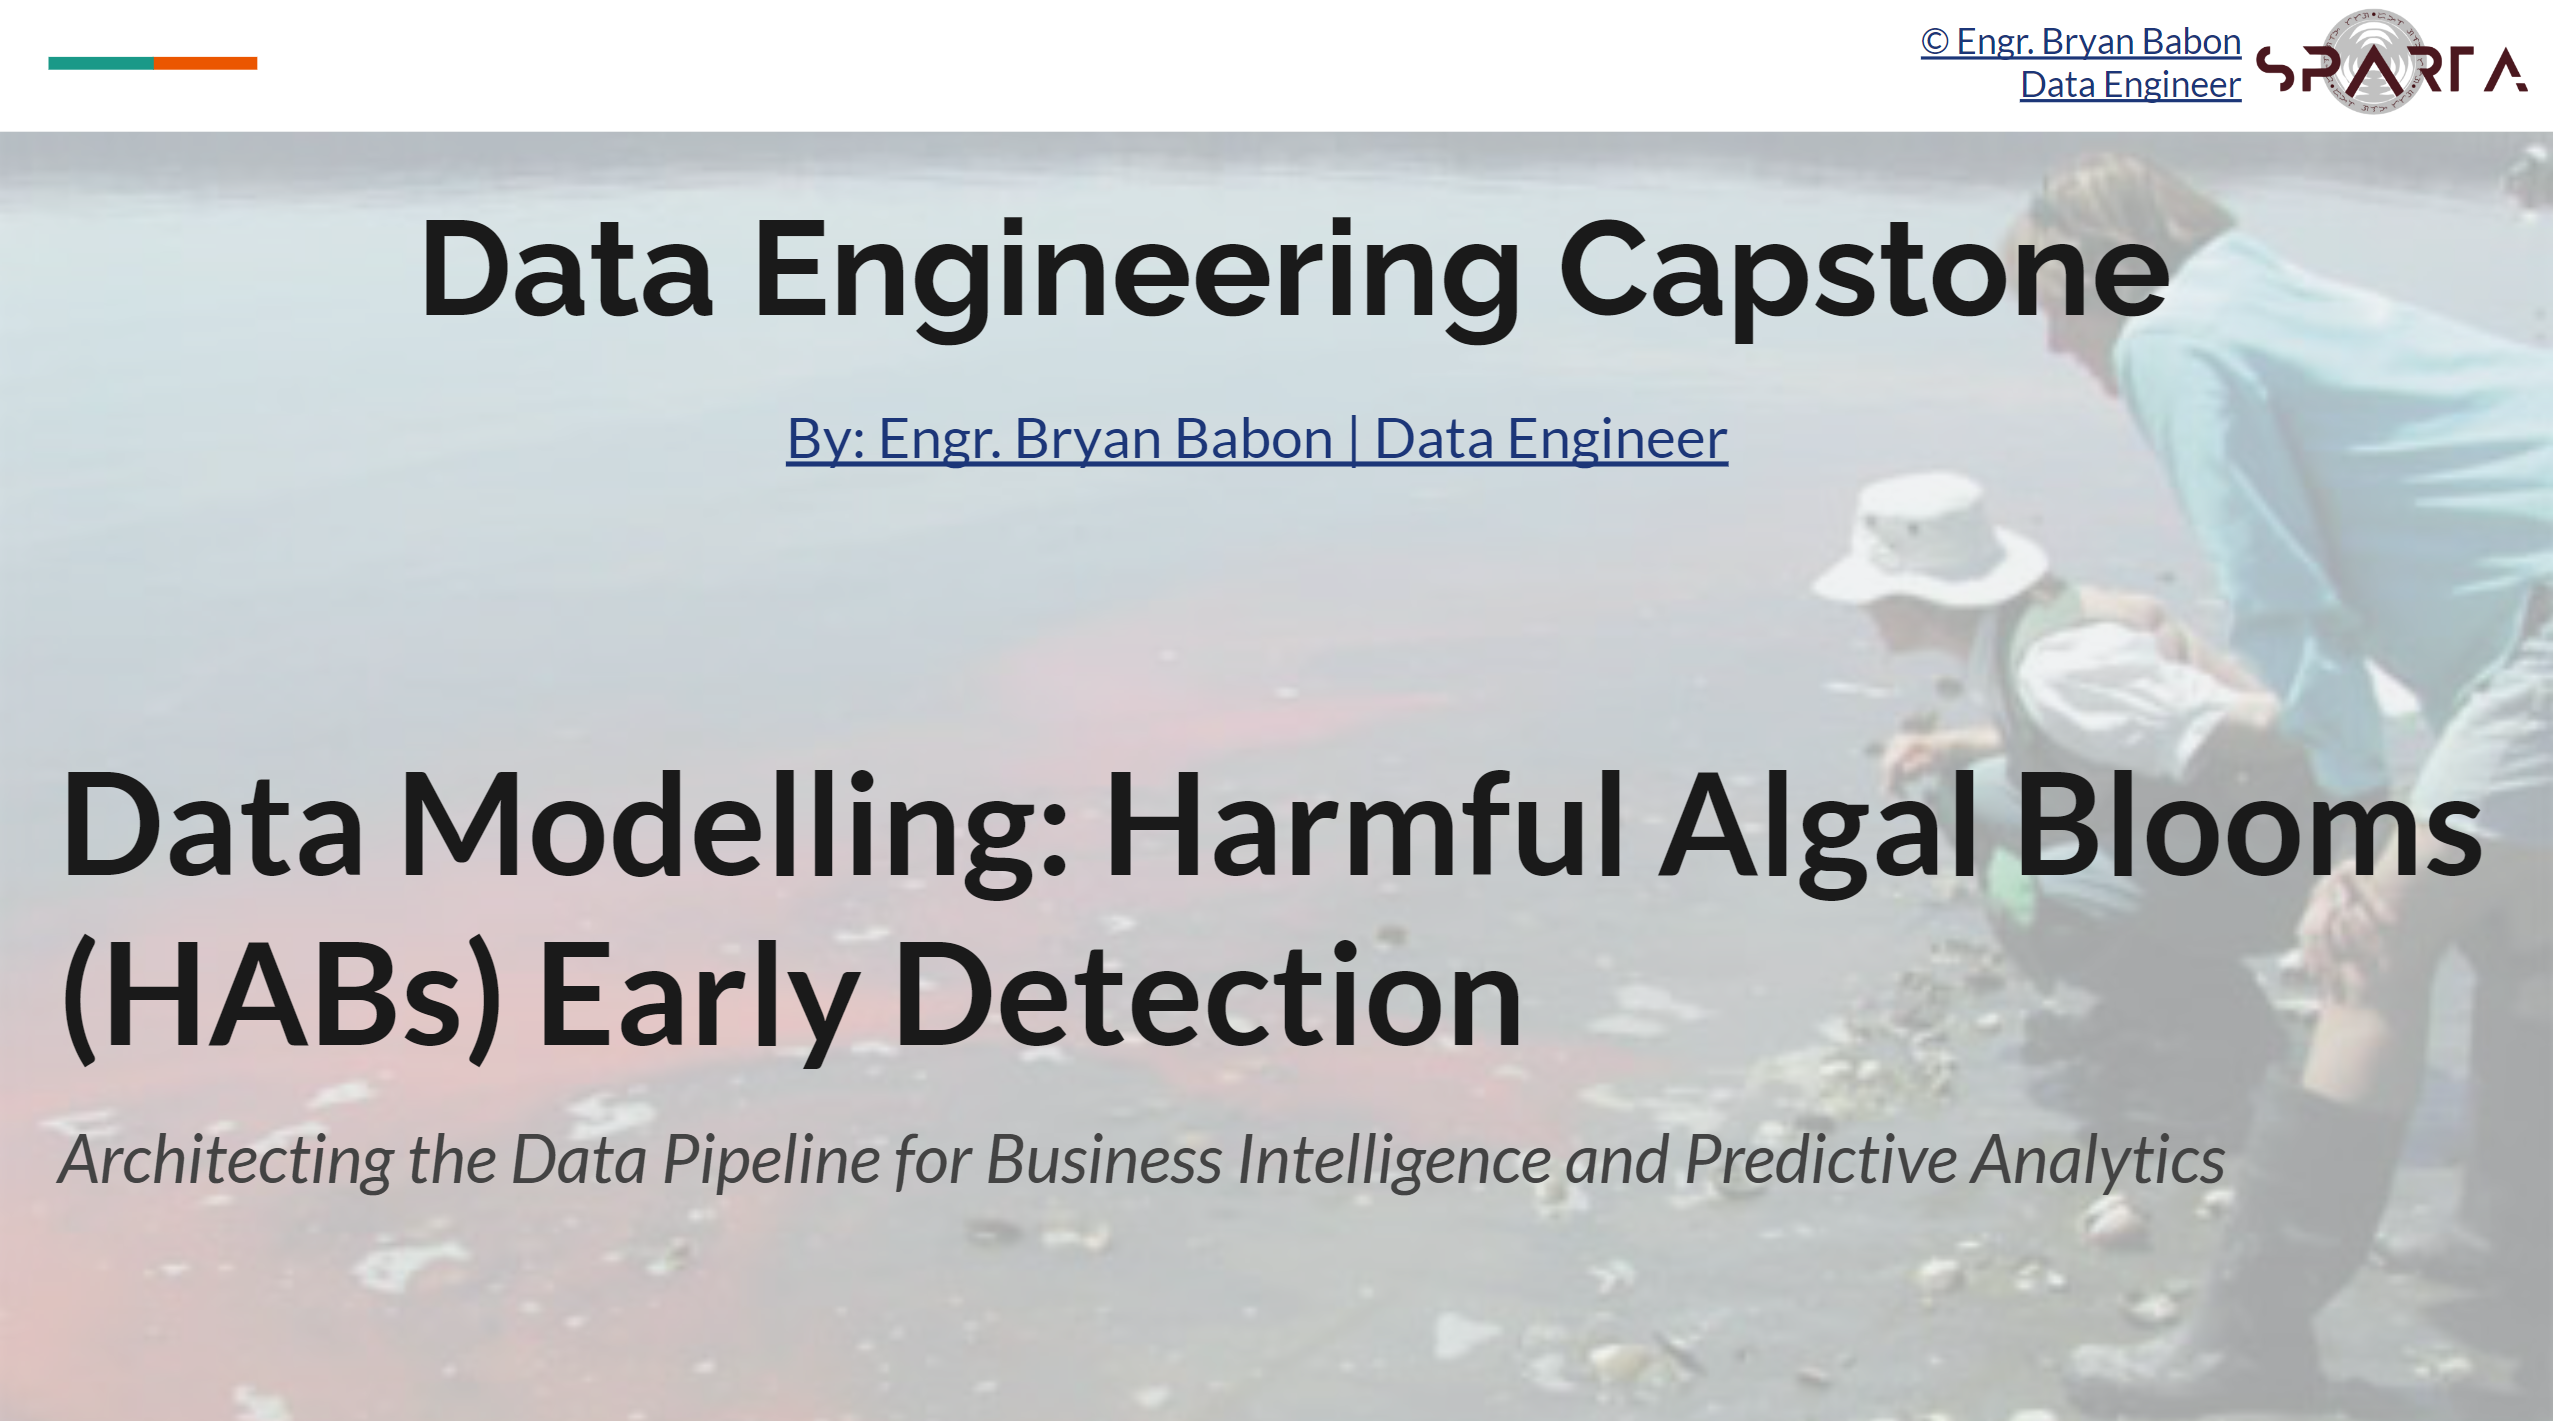 © Engr. Bryan Babon
Data Engineer
SPARTA
Data Engineering Capstone
By: Engr. Bryan Babon | Data Engineer
Data Modelling: Harmful Algal Blooms
(HABs) Early Detection
Architecting the Data Pipeline for Business Intelligence and Predictive Analytics